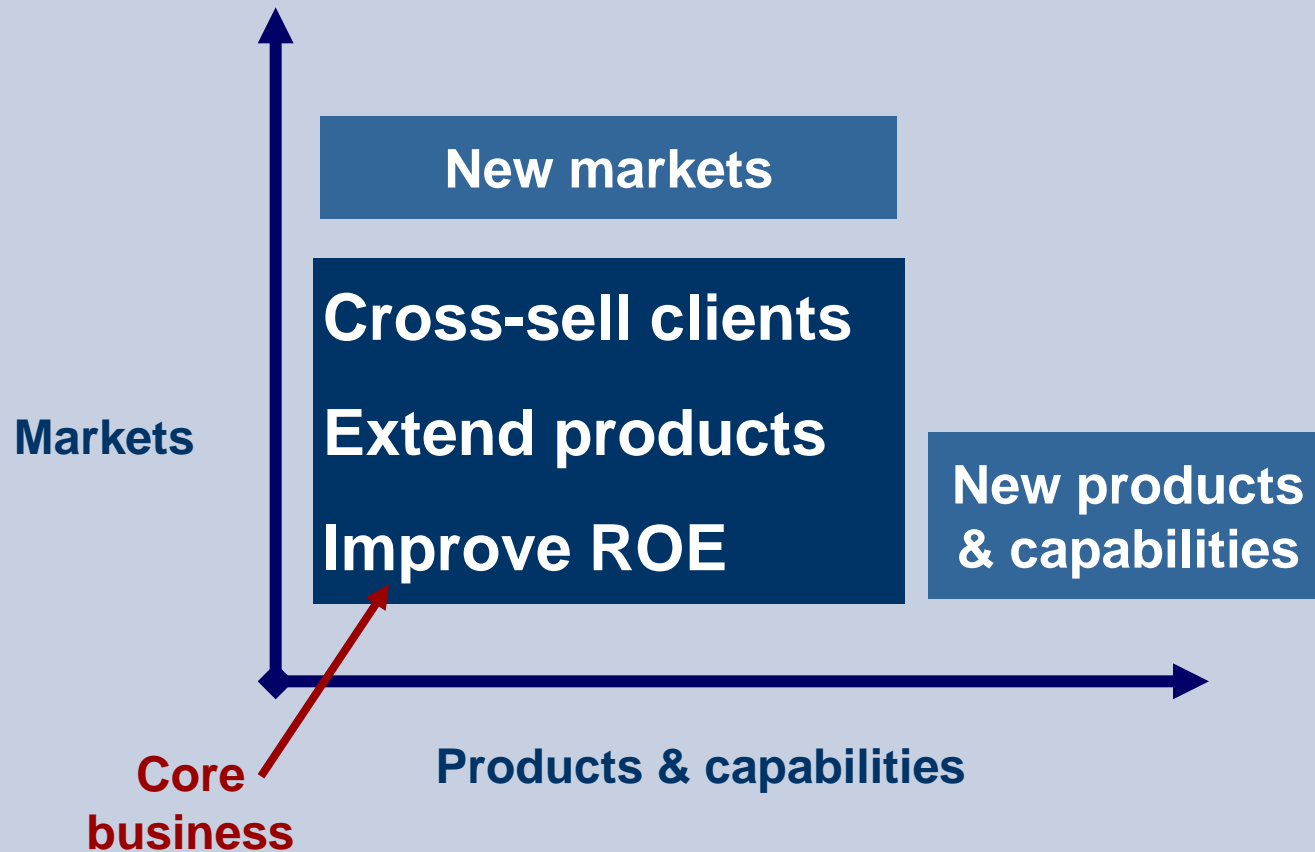 New markets
Cross-sell clients
Extend products
Improve ROE
Markets
New products
& capabilities
Products & capabilities
Core
business